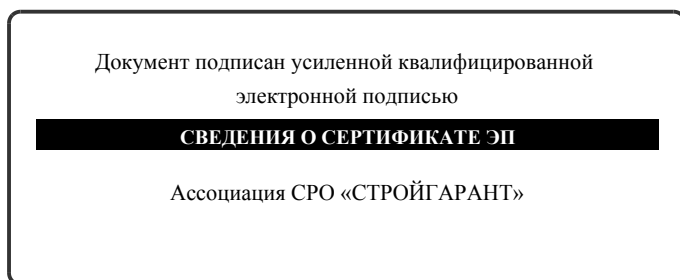 Документ подписан усиленной квалифицированной
электронной подписью
СВЕДЕНИЯ О СЕРТИФИКАТЕ ЭП
Ассоциация СРО «СТРОЙГАРАНТ»